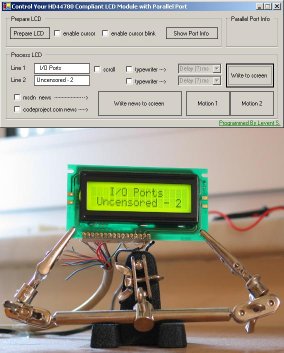 Control Your HD44780 Compliant LCD Module with Parallel Port
Prepare LCD
Parallel Port Info
Prepare LCD
enable cursor
enable cursor blink
Show Port Info
Process LCD
Line 1
I/O Ports
scroll
typewriter -->
Delay (?) ms
Write to screen
Line 2
Uncensored - 2
typewriter -->
Delay (?) ms
msdn news -------------->
codeproject.com news------>
Write news to screen
Motion 1
Motion 2
Programmed By Levent S.
I/O Ports
Uncensored - 2